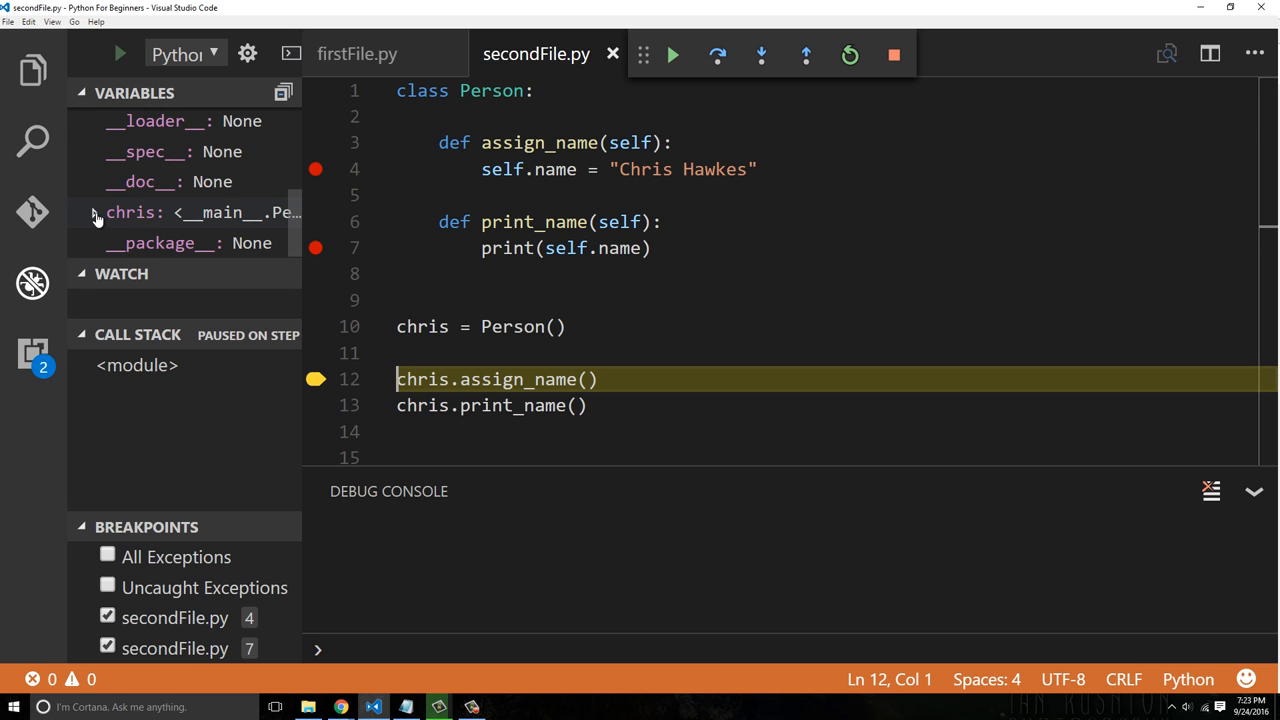 secondFile.py - Python For Beginners - Visual Studio Code
File Edit View Go Help
Python
firstFile.py
secondFile.py
VARIABLES
__loader__: None
__spec__: None
__doc__: None
chris: <__main__.Pe...
__package__: None
WATCH
CALL STACK PAUSED ON STEP
<module>
BREAKPOINTS
All Exceptions
Uncaught Exceptions
secondFile.py 4
secondFile.py 7
2
1 class Person:
2
3 def assign_name(self):
4 self.name = "Chris Hawkes"
5
6 def print_name(self):
7 print(self.name)
8
9
10 chris = Person()
11
12 chris.assign_name()
13 chris.print_name()
14
15
DEBUG CONSOLE
0 0
Ln 12, Col 1 Spaces: 4 UTF-8 CRLF Python
I'm Cortana. Ask me anything.
7:23 PM
9/24/2016